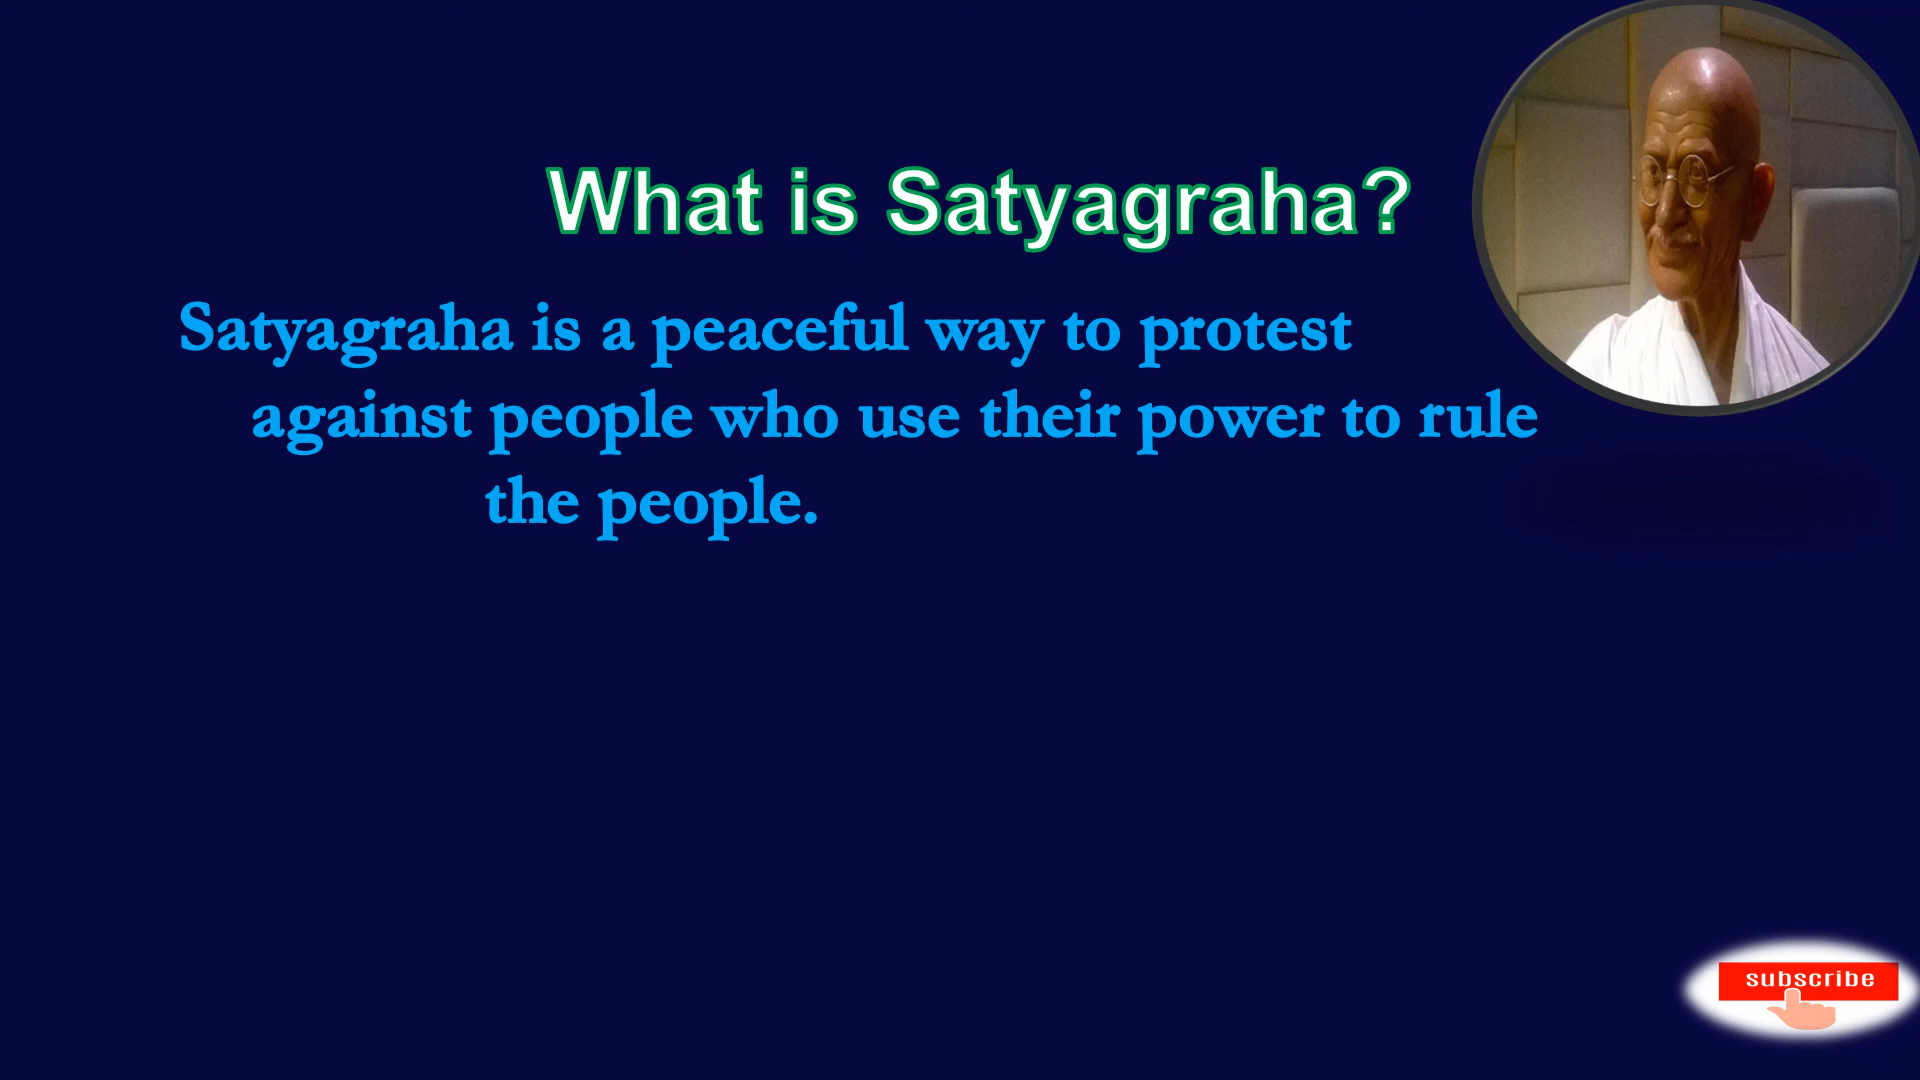 What is Satyagraha?
Satyagraha is a peaceful way to protest
against people who use their power to rule
the people.
subscribe